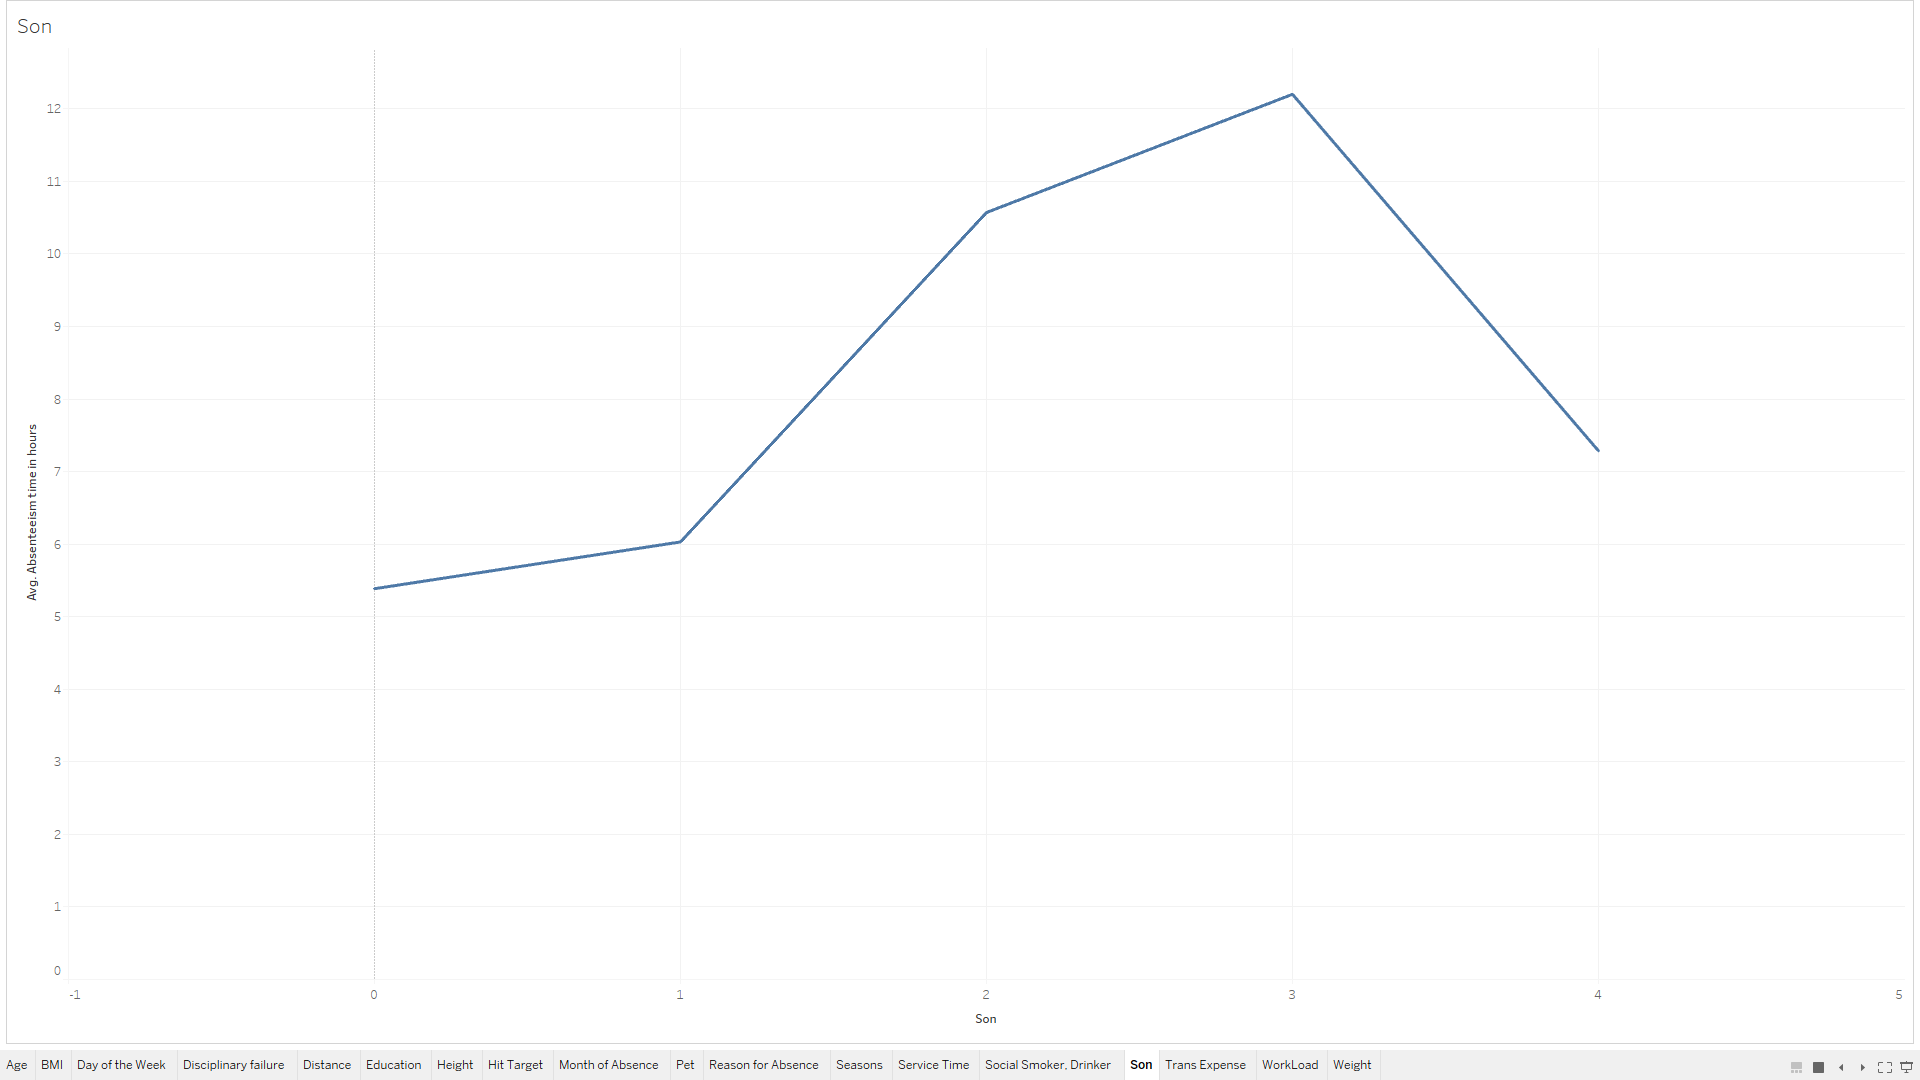 Son
12
11
10
9
8
7
6
5
4
3
2
1
0
Avg. Absenteeism time in hours
-1 0 1 2 3 4 5
Son
Age BMI Day of the Week Disciplinary failure Distance Education Height Hit Target Month of Absence Pet Reason for Absence Seasons Service Time Social Smoker, Drinker Son Trans Expense WorkLoad Weight